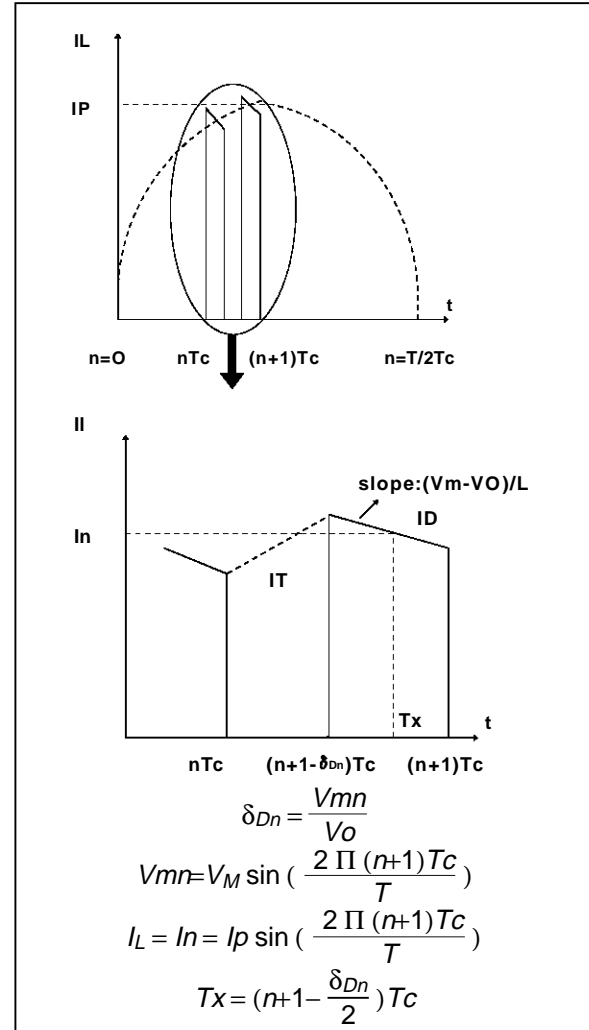 IL
IP
t
n=O nTc (n+1)Tc n=T/2Tc
Il
slope:(Vm-VO)/L
ID
In
IT
Tx t
nTc (n+1-δDn)Tc (n+1)Tc
δDn = Vmn / Vo
Vmn=VM sin ( 2 Π (n+1) Tc / T )
IL = In = Ip sin ( 2 Π (n+1) Tc / T )
Tx = (n+1– δDn / 2 ) Tc